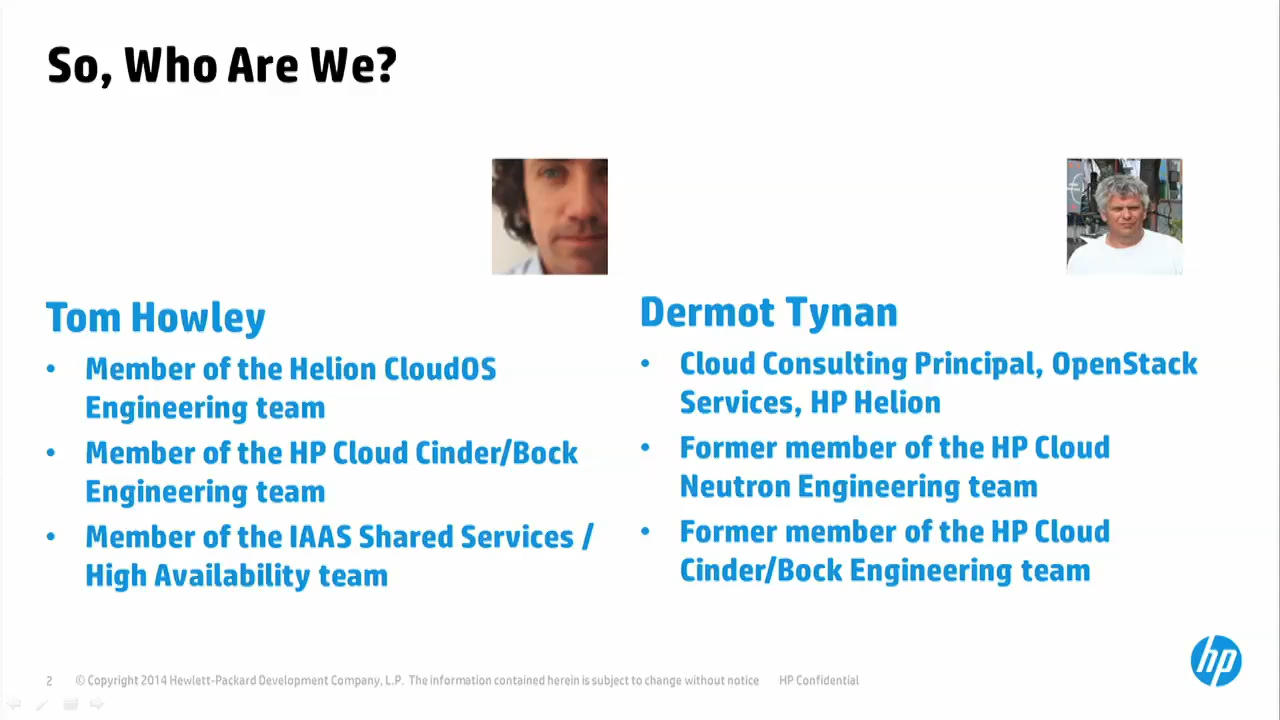 So, Who Are We?
Tom Howley
• Member of the Helion CloudOS
Engineering team
• Member of the HP Cloud Cinder/Bock
Engineering team
• Member of the IAAS Shared Services /
High Availability team
Dermot Tynan
• Cloud Consulting Principal, OpenStack
Services, HP Helion
• Former member of the HP Cloud
Neutron Engineering team
• Former member of the HP Cloud
Cinder/Bock Engineering team
hp
2 © Copyright 2014 Hewlett-Packard Development Company, L.P. The information contained herein is subject to change without notice HP Confidential